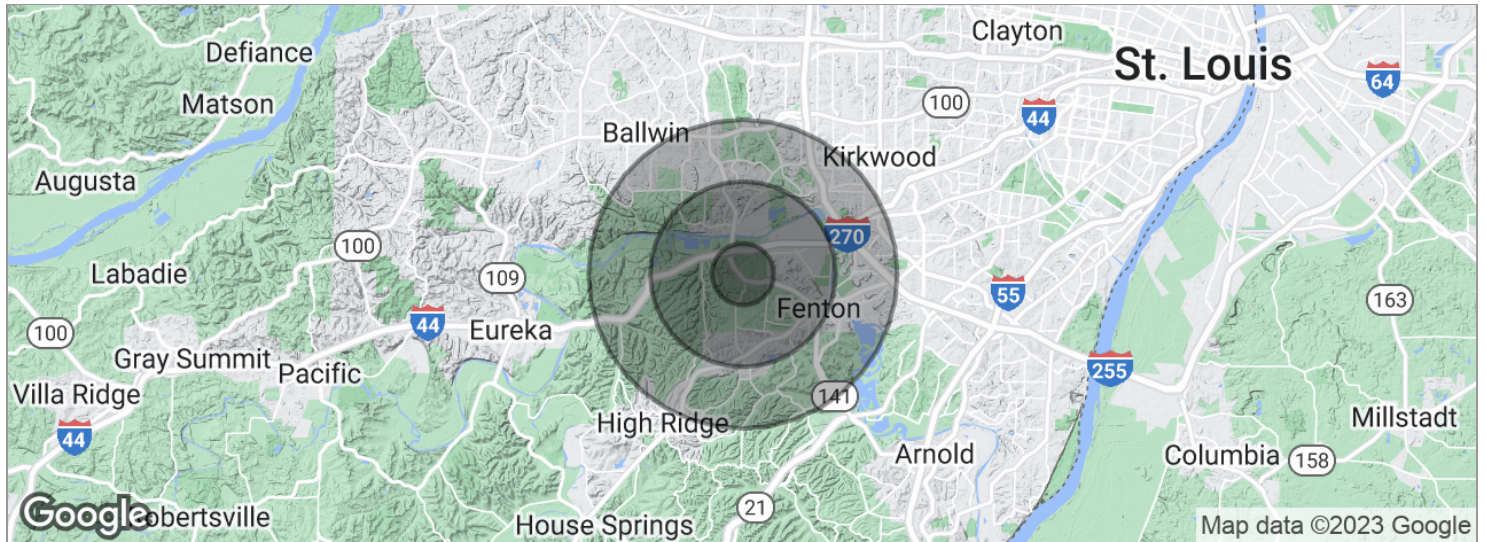 Defiance
Clayton
St. Louis
64
Matson
100
44
Ballwin
Kirkwood
Augusta
270
100
Labadie
109
55
163
Fenton
44
Eureka
100
Gray Summit
Pacific
255
Villa Ridge
141
High Ridge
Millstadt
44
Arnold
Columbia
158
Google
obertsville
21
House Springs
Map data ©2023 Google